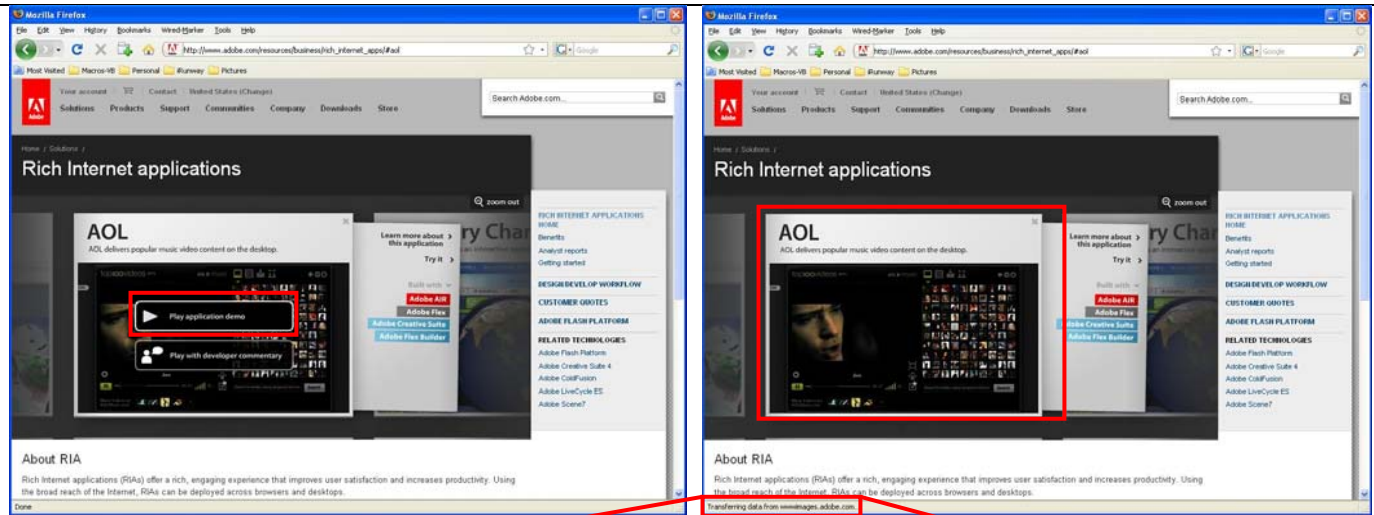 Mozilla Firefox
File Edit View History Bookmarks Wired-Marker Tools Help
http://www.adobe.com/resources/business/rich_internet_apps/#aol
Google
Most Visited Macros-VB Personal iRunway Pictures
Your account Contact United States (Change)
Solutions Products Support Communities Company Downloads Store
Search Adobe.com...
Adobe
Home / Solutions /
Rich Internet applications
zoom out
AOL
AOL delivers popular music video content on the desktop.
Play application demo
Play with developer commentary
Learn more about >
this application
Try it >
Built with
Adobe AIR
Adobe Flex
Adobe Creative Suite
Adobe Flex Builder
ry Char
RICH INTERNET APPLICATIONS
HOME
Benefits
Analyst reports
Getting started
DESIGN DEVELOP WORKFLOW
CUSTOMER QUOTES
ADOBE FLASH PLATFORM
RELATED TECHNOLOGIES
Adobe Flash Platform
Adobe Creative Suite 4
Adobe ColdFusion
Adobe LiveCycle ES
Adobe Scene7
About RIA
Rich Internet applications (RIAs) offer a rich, engaging experience that improves user satisfaction and increases productivity. Using
the broad reach of the Internet, RIAs can be deployed across browsers and desktops.
Done
Mozilla Firefox
File Edit View History Bookmarks Wired-Marker Tools Help
http://www.adobe.com/resources/business/rich_internet_apps/#aol
Google
Most Visited Macros-VB Personal iRunway Pictures
Your account Contact United States (Change)
Solutions Products Support Communities Company Downloads Store
Search Adobe.com...
Adobe
Home / Solutions /
Rich Internet applications
zoom out
AOL
AOL delivers popular music video content on the desktop.
Learn more about >
this application
Try it >
Built with
Adobe AIR
Adobe Flex
Adobe Creative Suite
Adobe Flex Builder
ry Char
RICH INTERNET APPLICATIONS
HOME
Benefits
Analyst reports
Getting started
DESIGN DEVELOP WORKFLOW
CUSTOMER QUOTES
ADOBE FLASH PLATFORM
RELATED TECHNOLOGIES
Adobe Flash Platform
Adobe Creative Suite 4
Adobe ColdFusion
Adobe LiveCycle ES
Adobe Scene7
About RIA
Rich Internet applications (RIAs) offer a rich, engaging experience that improves user satisfaction and increases productivity. Using
the broad reach of the Internet, RIAs can be deployed across browsers and desktops.
Transferring data from wwwimages.adobe.com...